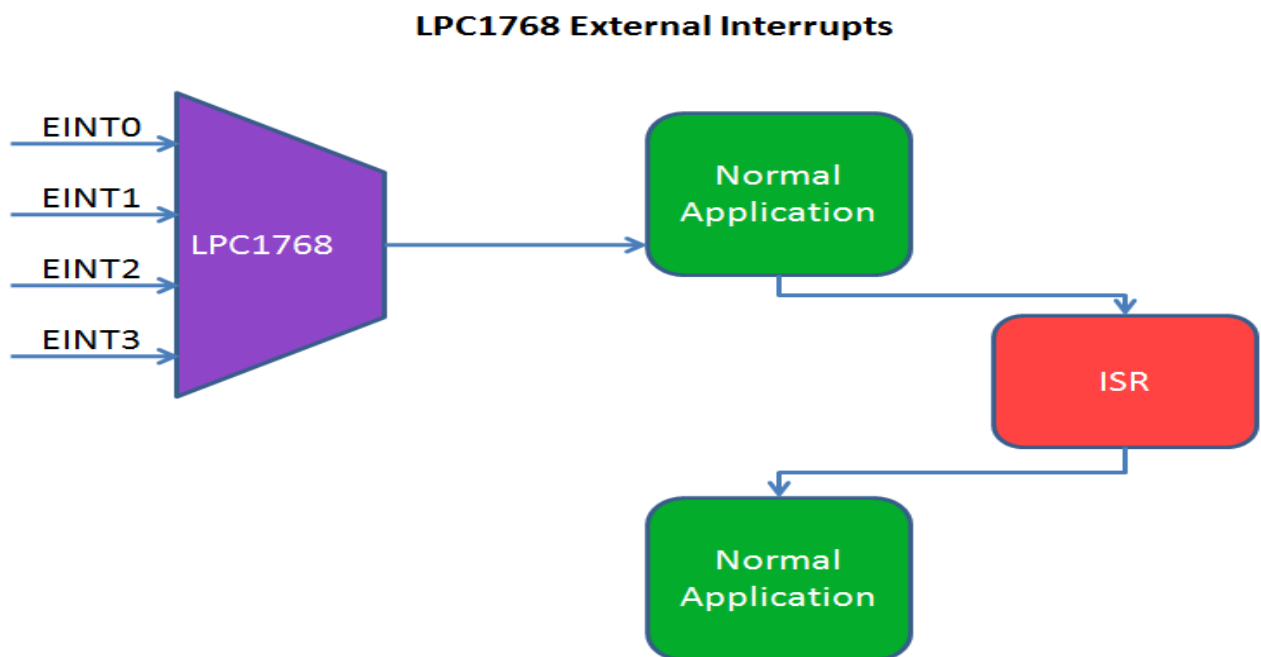 LPC1768 External Interrupts
EINT0
EINT1
EINT2
EINT3
LPC1768
Normal
Application
ISR
Normal
Application